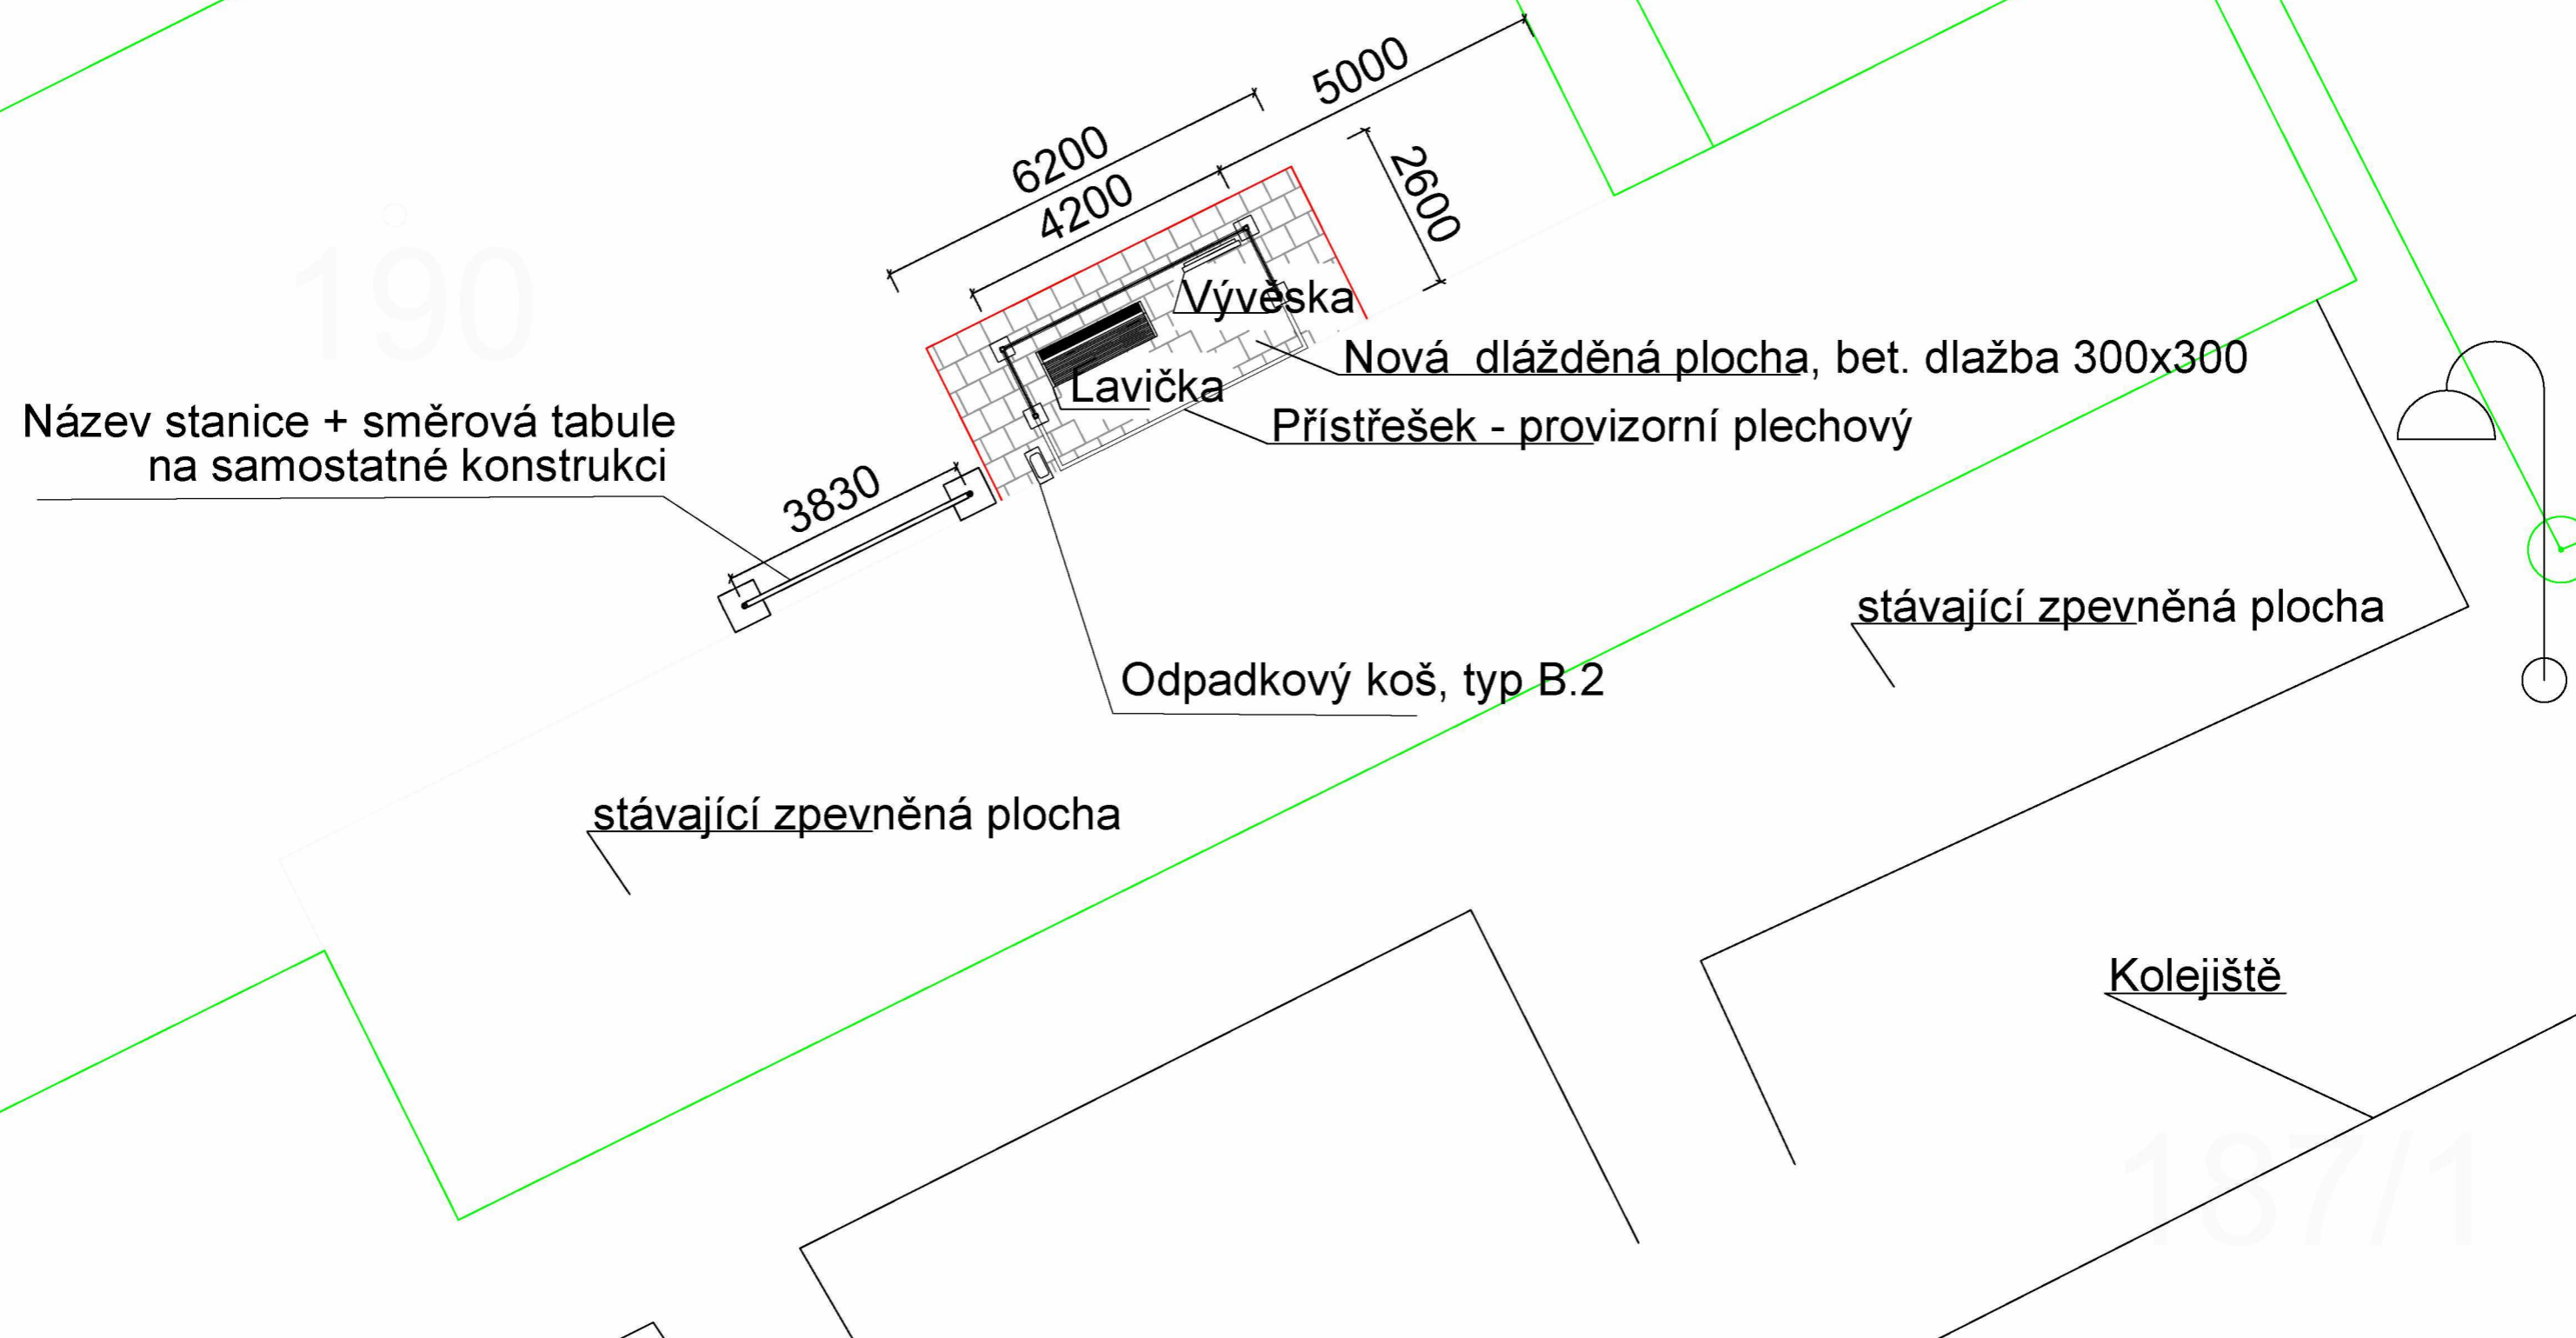 5000
6200
4200
2600
190
Vývěska
Nová dlážděná plocha, bet. dlažba 300x300
Lavička
Přístřešek - provizorní plechový
Název stanice + směrová tabule
na samostatné konstrukci
3830
stávající zpevněná plocha
Odpadkový koš, typ B.2
stávající zpevněná plocha
Kolejiště
187/1